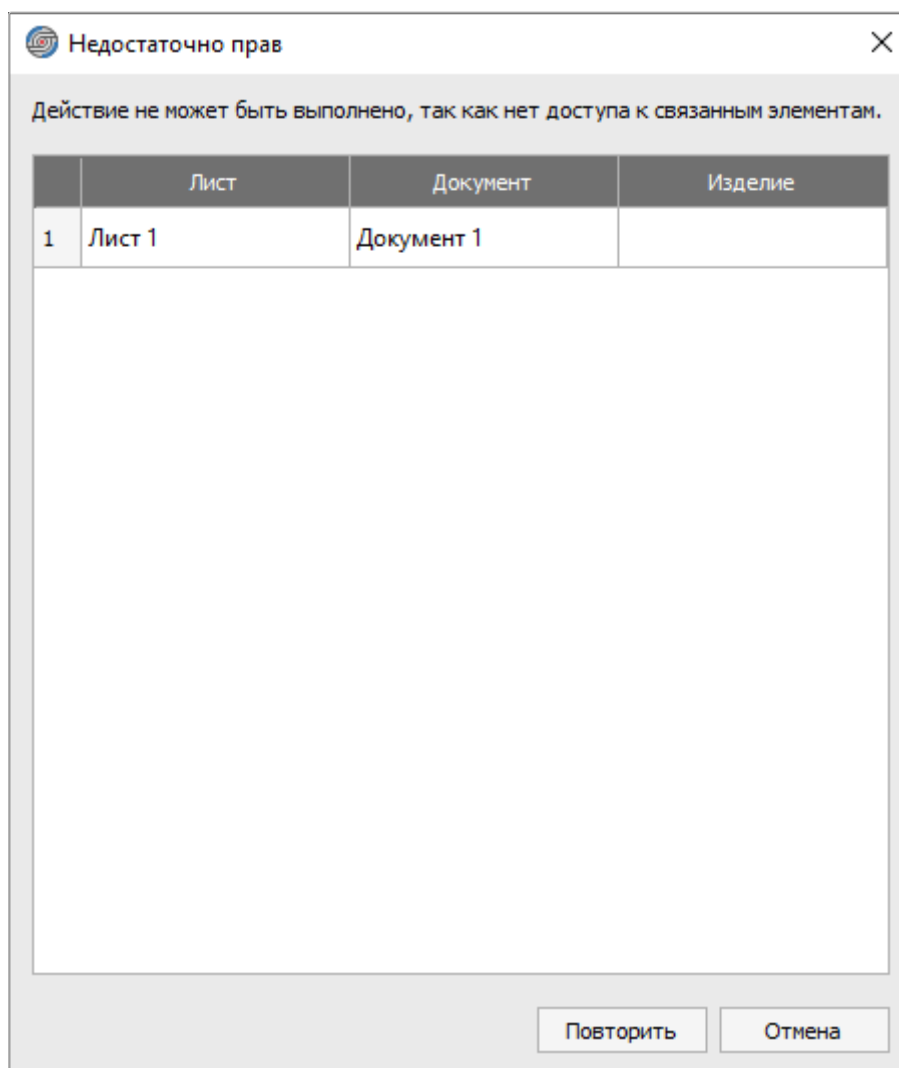 Недостаточно прав
Действие не может быть выполнено, так как нет доступа к связанным элементам.
Лист Документ Изделие
1 Лист 1 Документ 1
Повторить Отмена